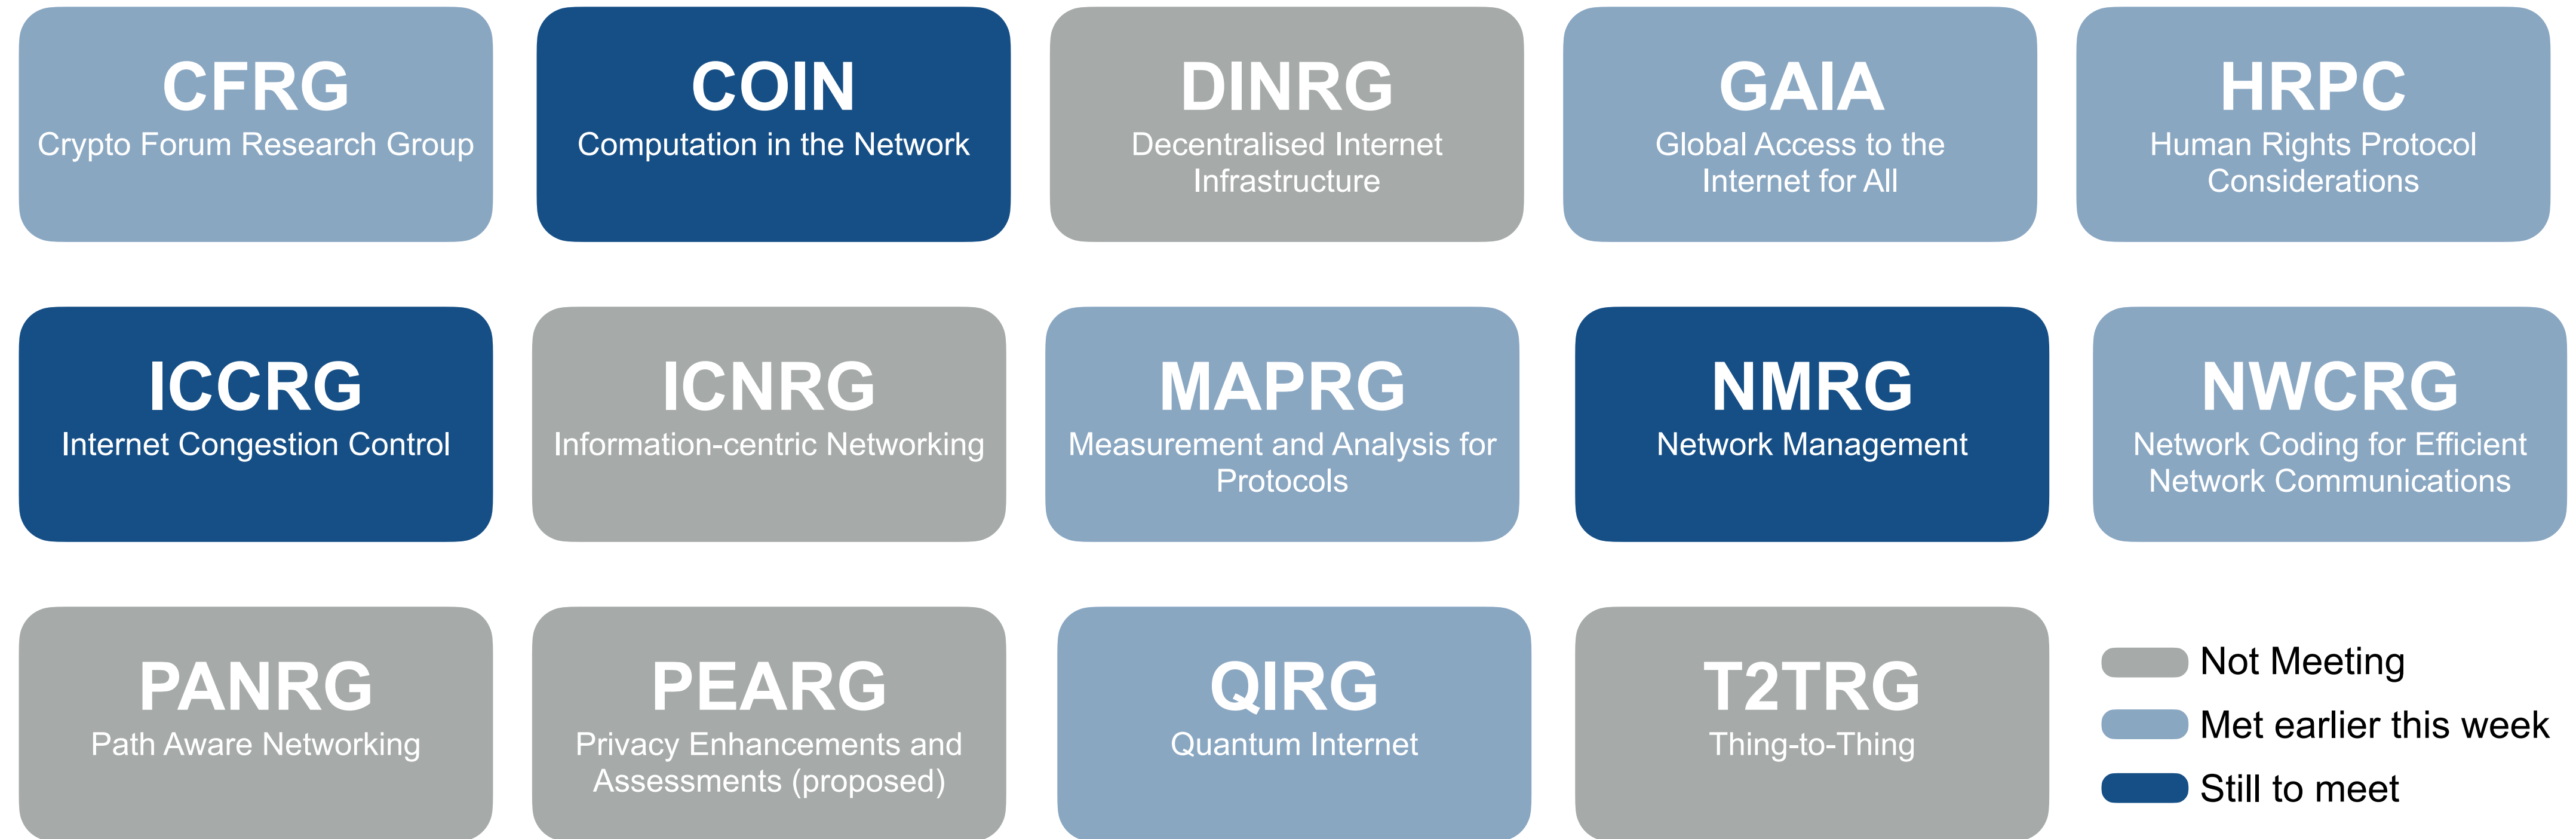 CFRG
Crypto Forum Research Group
COIN
Computation in the Network
DINRG
Decentralised Internet
Infrastructure
GAIA
Global Access to the
Internet for All
HRPC
Human Rights Protocol
Considerations
ICCRG
Internet Congestion Control
ICNRG
Information-centric Networking
MAPRG
Measurement and Analysis for
Protocols
NMRG
Network Management
NWCRG
Network Coding for Efficient
Network Communications
PANRG
Path Aware Networking
PEARG
Privacy Enhancements and
Assessments (proposed)
QIRG
Quantum Internet
T2TRG
Thing-to-Thing
Not Meeting
Met earlier this week
Still to meet